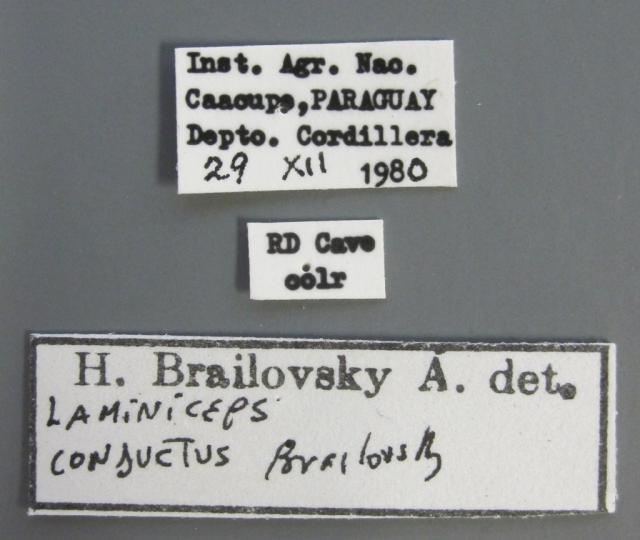 Inst. Agr. Nac.
Caacupe, PARAGUAY
Depto. Cordillera
29 XII 1980
RD Cave
colr
H. Brailovsky A. det.
LAMINICEPS
CONDUCTUS Brailovsky